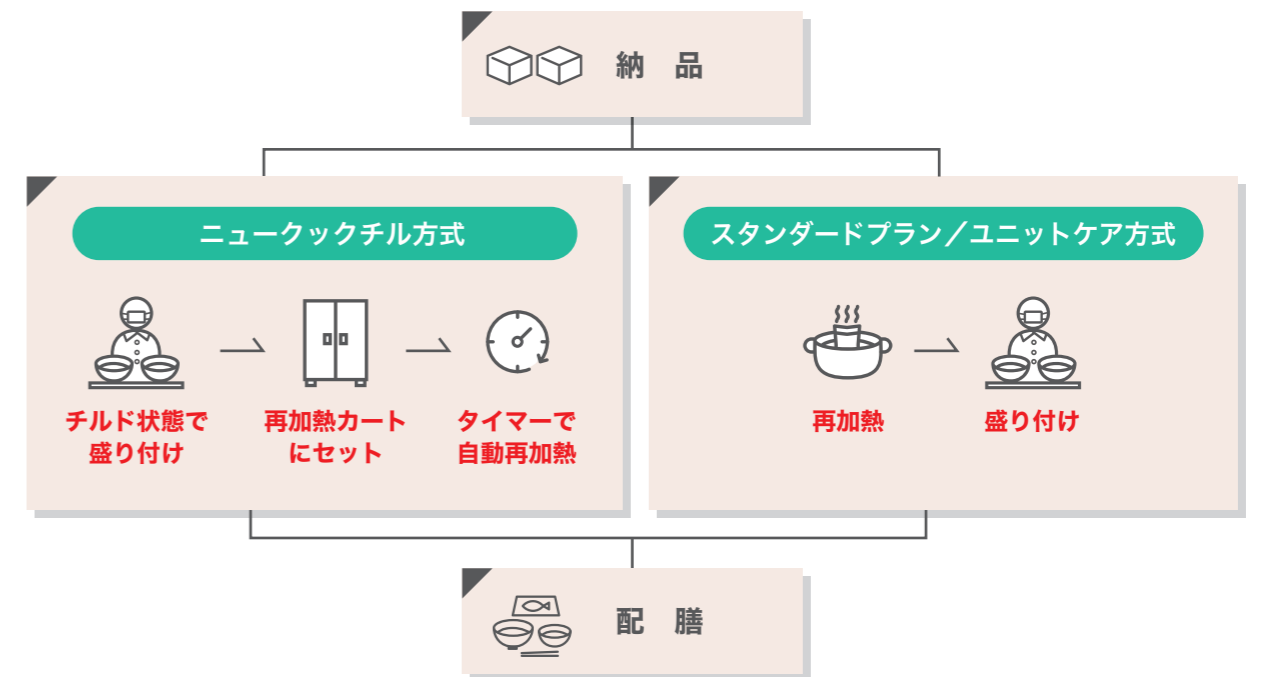 納 品
ニュークックチル方式
チルド状態で
盛り付け
再加熱カート
にセット
タイマーで
自動再加熱
スタンダードプラン／ユニットケア方式
再加熱
盛り付け
配 膳